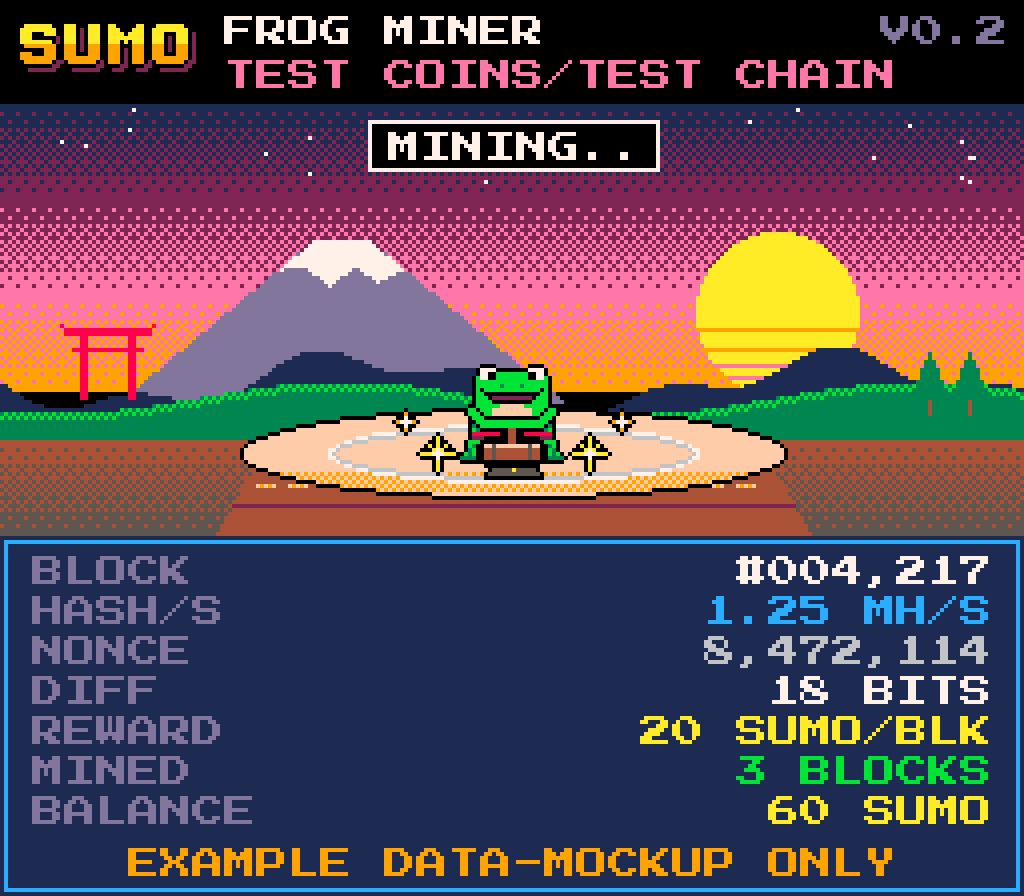 SUMO FROG MINER V0.2
TEST COINS/TEST CHAIN
MINING..
BLOCK #004,217
HASH/S 1.25 MH/S
NONCE 8,472,114
DIFF 18 BITS
REWARD 20 SUMO/BLK
MINED 3 BLOCKS
BALANCE 60 SUMO
EXAMPLE DATA-MOCKUP ONLY